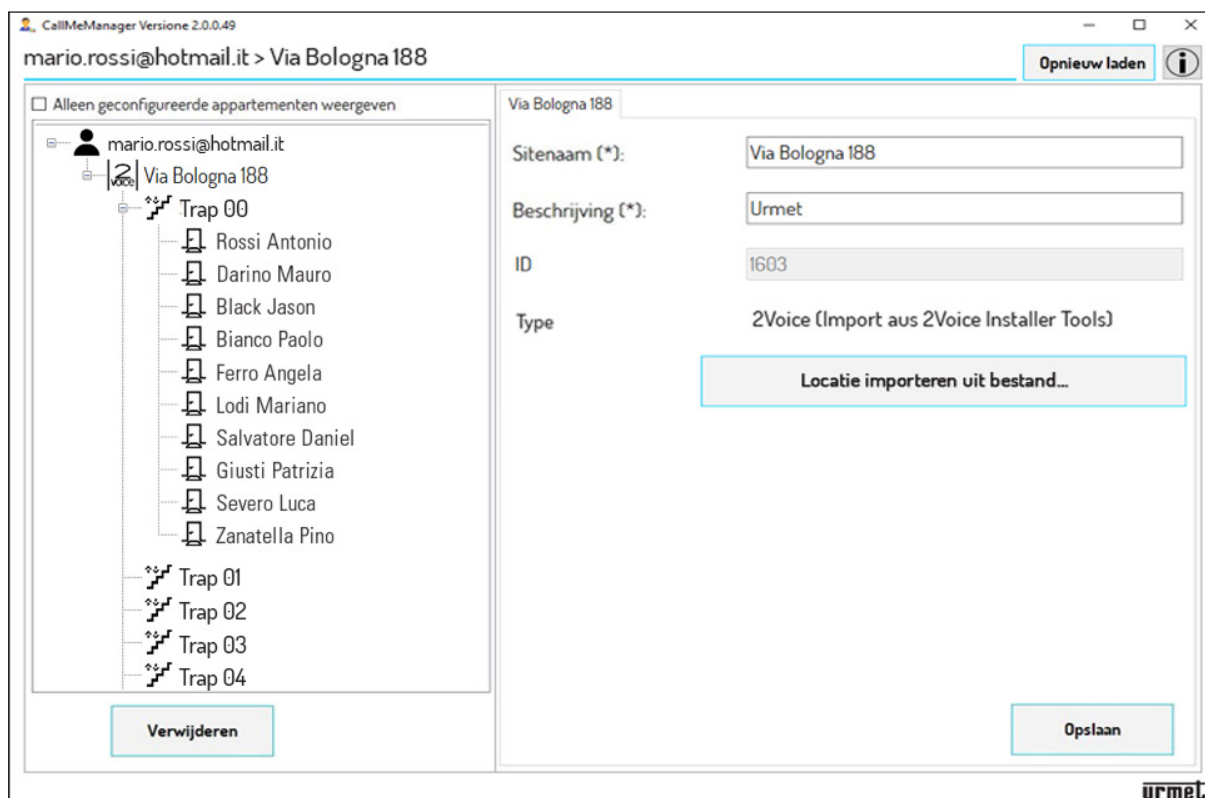 CallMeManager Versione 2.0.0.49
mario.rossi@hotmail.it > Via Bologna 188
Opnieuw laden
i
Alleen geconfigureerde appartementen weergeven
mario.rossi@hotmail.it
2 voice Via Bologna 188
Trap 00
Rossi Antonio
Darino Mauro
Black Jason
Bianco Paolo
Ferro Angela
Lodi Mariano
Salvatore Daniel
Giusti Patrizia
Severo Luca
Zanatella Pino
Trap 01
Trap 02
Trap 03
Trap 04
Verwijderen
Via Bologna 188
Sitenaam (*): Via Bologna 188
Beschrijving (*): Urmet
ID 1603
Type 2Voice (Import aus 2Voice Installer Tools)
Locatie importeren uit bestand...
Opslaan
urmet